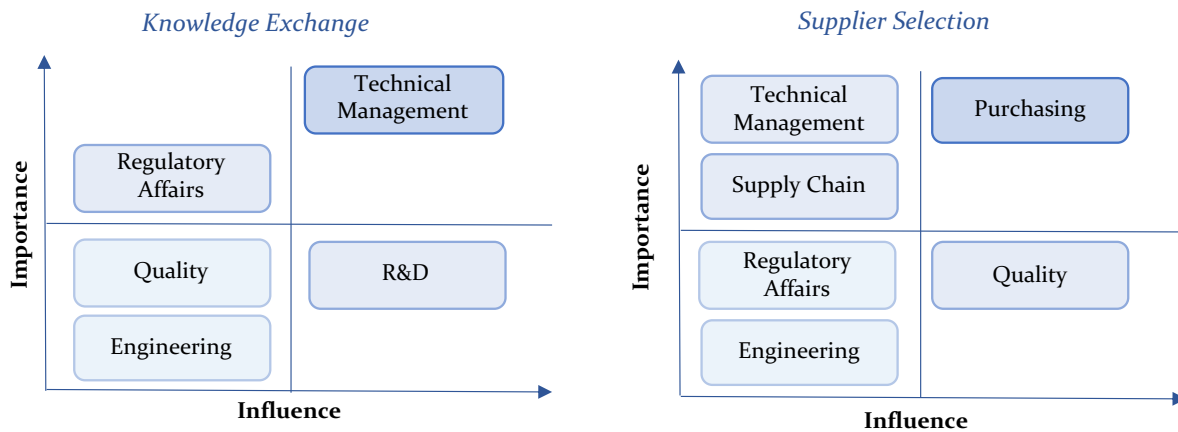 Knowledge Exchange
Importance
Technical
Management
Regulatory
Affairs
Quality
R&D
Engineering
Influence
Supplier Selection
Importance
Technical
Management
Purchasing
Supply Chain
Regulatory
Affairs
Quality
Engineering
Influence